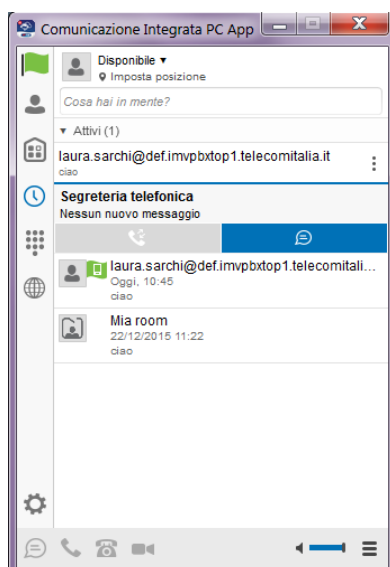 Comunicazione Integrata PC App
Disponibile ▾
Imposta posizione
Cosa hai in mente?
▾ Attivi (1)
laura.sarchi@def.imvpbxtop1.telecomitalia.it
ciao
Segreteria telefonica
Nessun nuovo messaggio
laura.sarchi@def.imvpbxtop1.telecomitali...
Oggi, 10:45
ciao
Mia room
22/12/2015 11:22
ciao